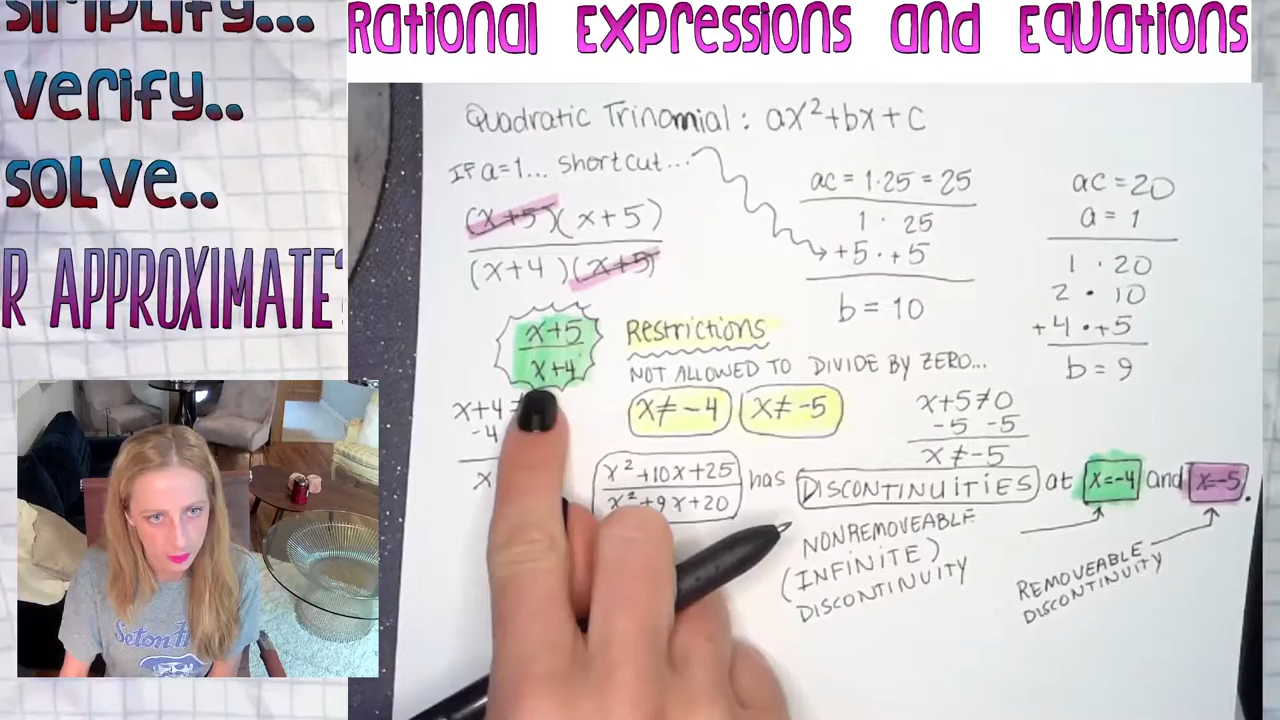 SIMPLIFY...
verify..
solve..
R APPROXIMATE
Rational Expressions and Equations
Quadratic Trinomial : ax²+bx+c
IF a=1... shortcut...
(x+5)(x+5)
(x+4)(x+5)
x+5
x+4
x+4
-4
x
Restrictions
NOT ALLOWED TO DIVIDE BY ZERO...
x≠-4 x≠-5
ac = 1·25 = 25
1 · 25
+5 · +5
b = 10
ac = 20
a = 1
1 · 20
2 · 10
+4 · +5
b = 9
x+5≠0
-5 -5
x≠-5
x²+10x+25
x²+9x+20
has DISCONTINUITIES at x=-4 and x=-5.
NONREMOVEABLE
(INFINITE)
DISCONTINUITY
REMOVEABLE
DISCONTINUITY
Seton H